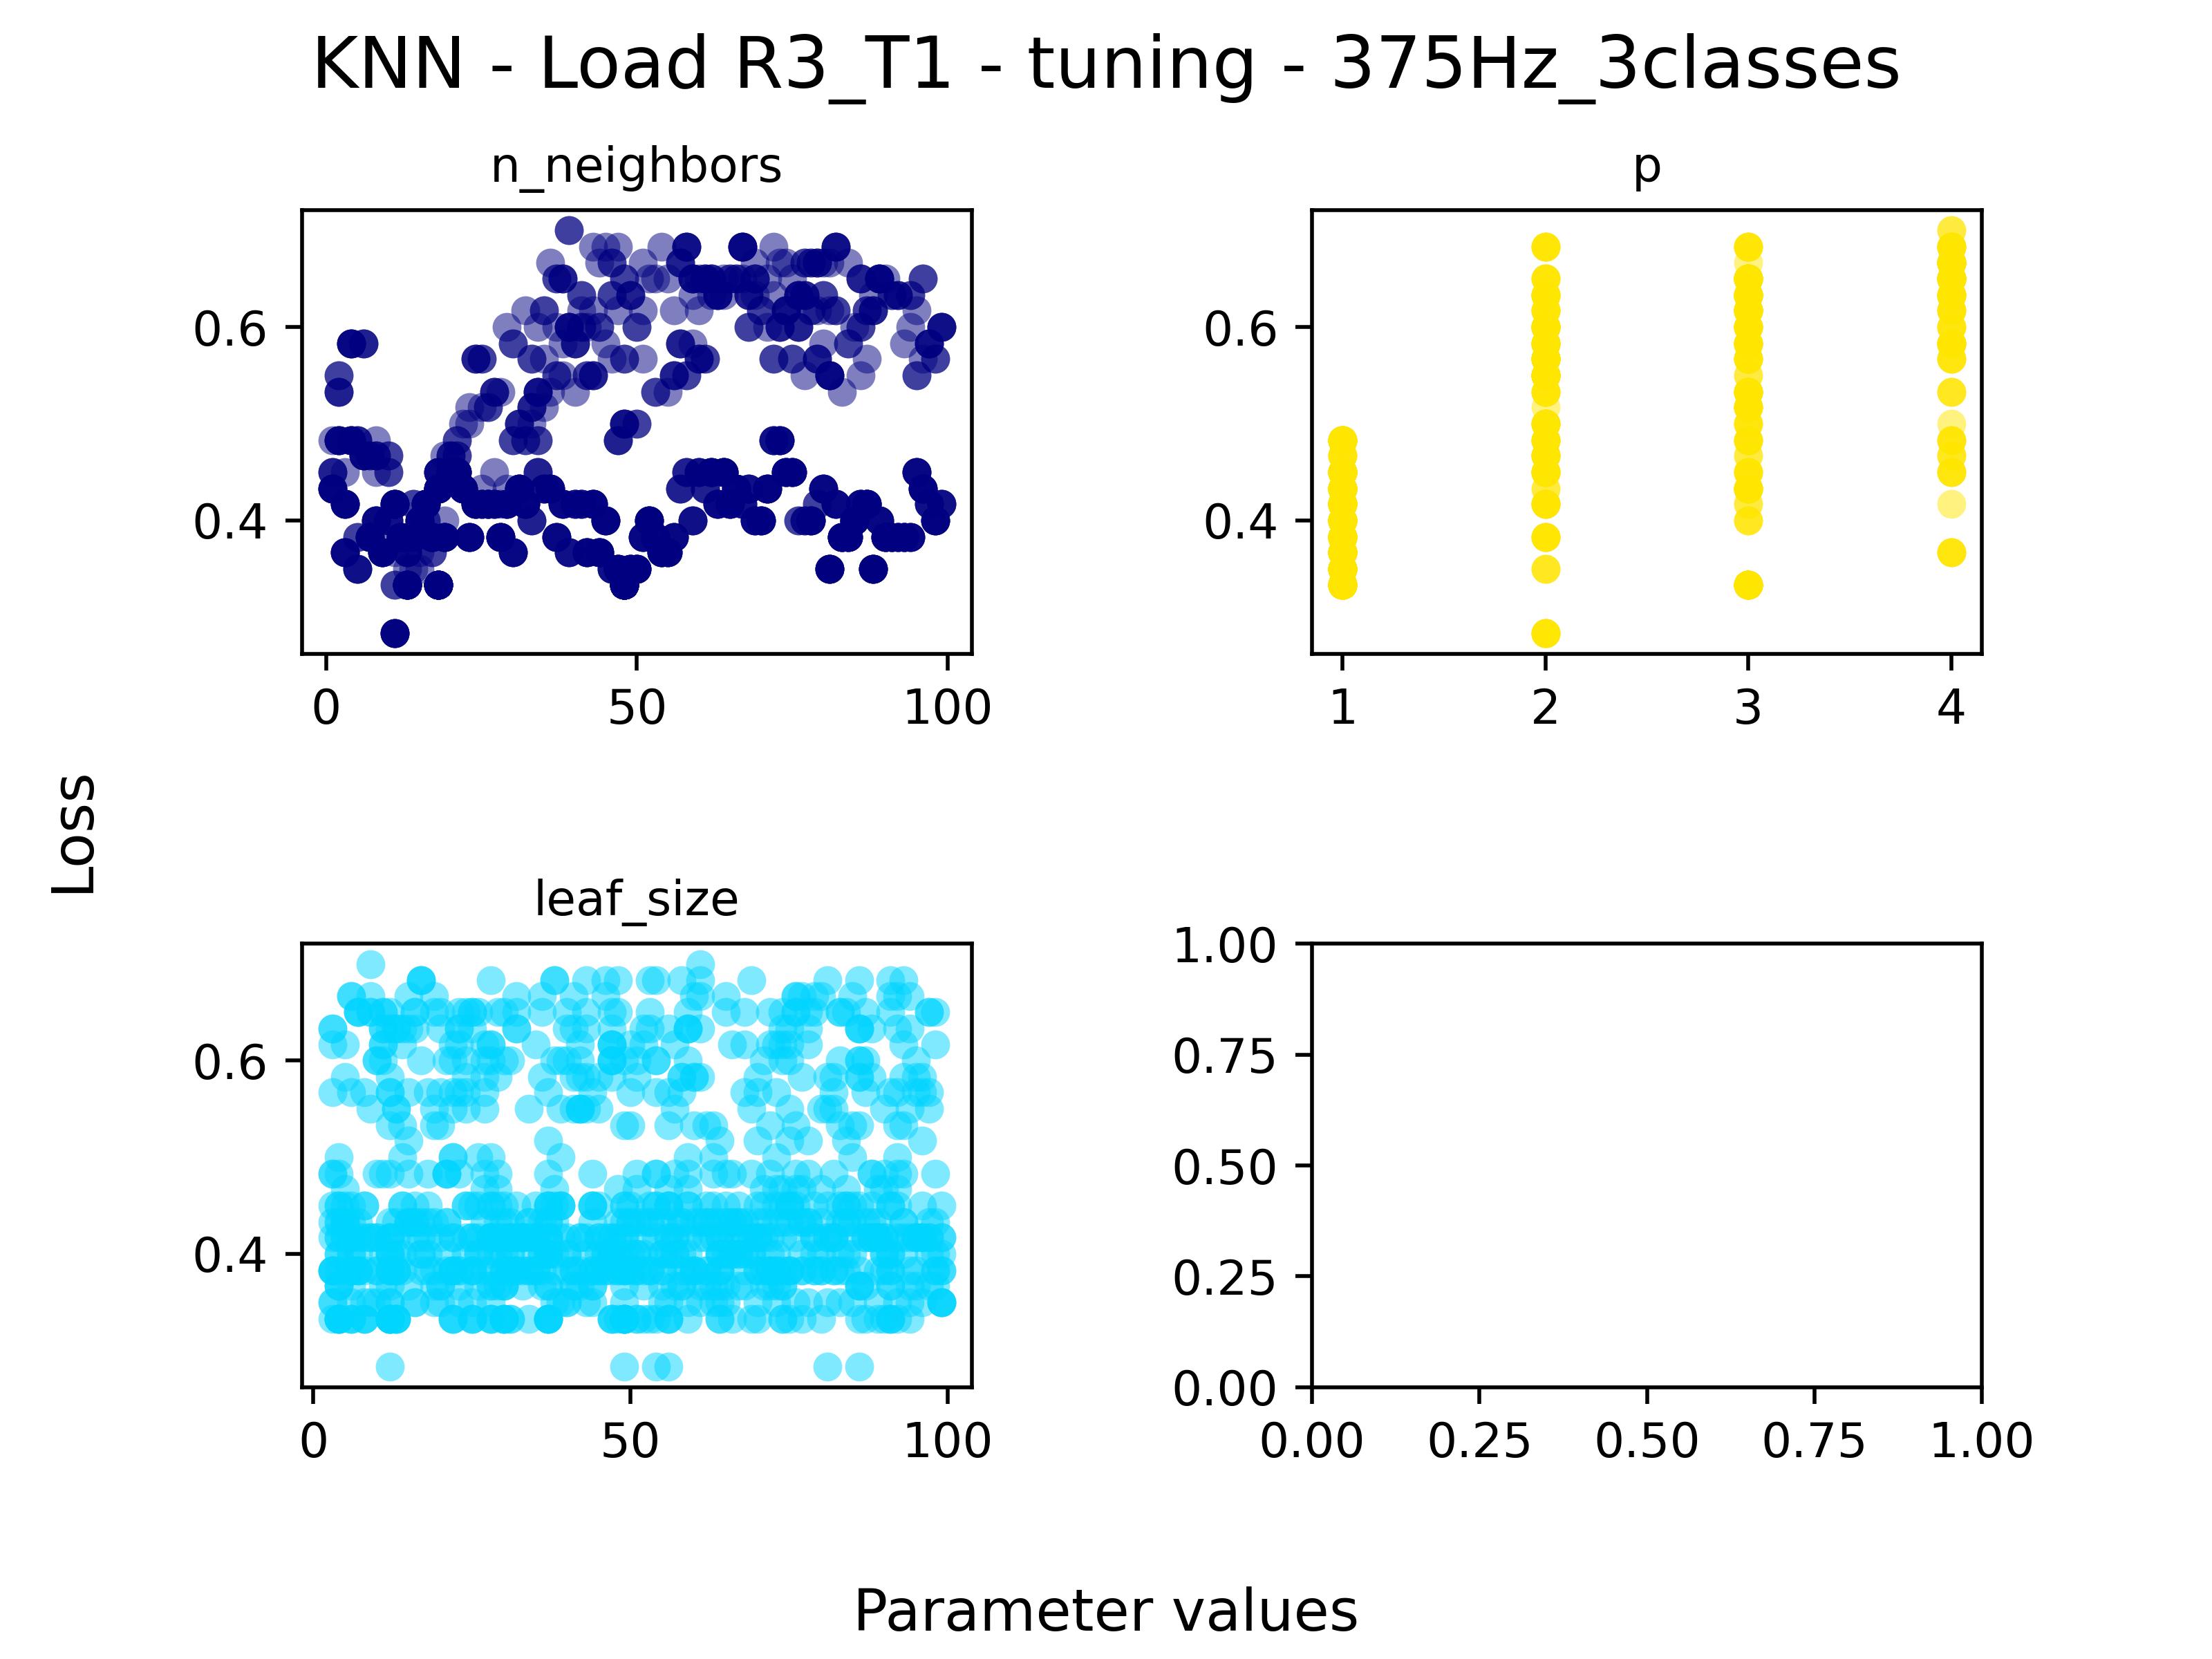 KNN - Load R3_T1 - tuning - 375Hz_3classes
n_neighbors
0.6
0.4
0 50 100
p
0.6
0.4
1 2 3 4
Loss
leaf_size
0.6
0.4
0 50 100
1.00
0.75
0.50
0.25
0.00
0.00 0.25 0.50 0.75 1.00
Parameter values